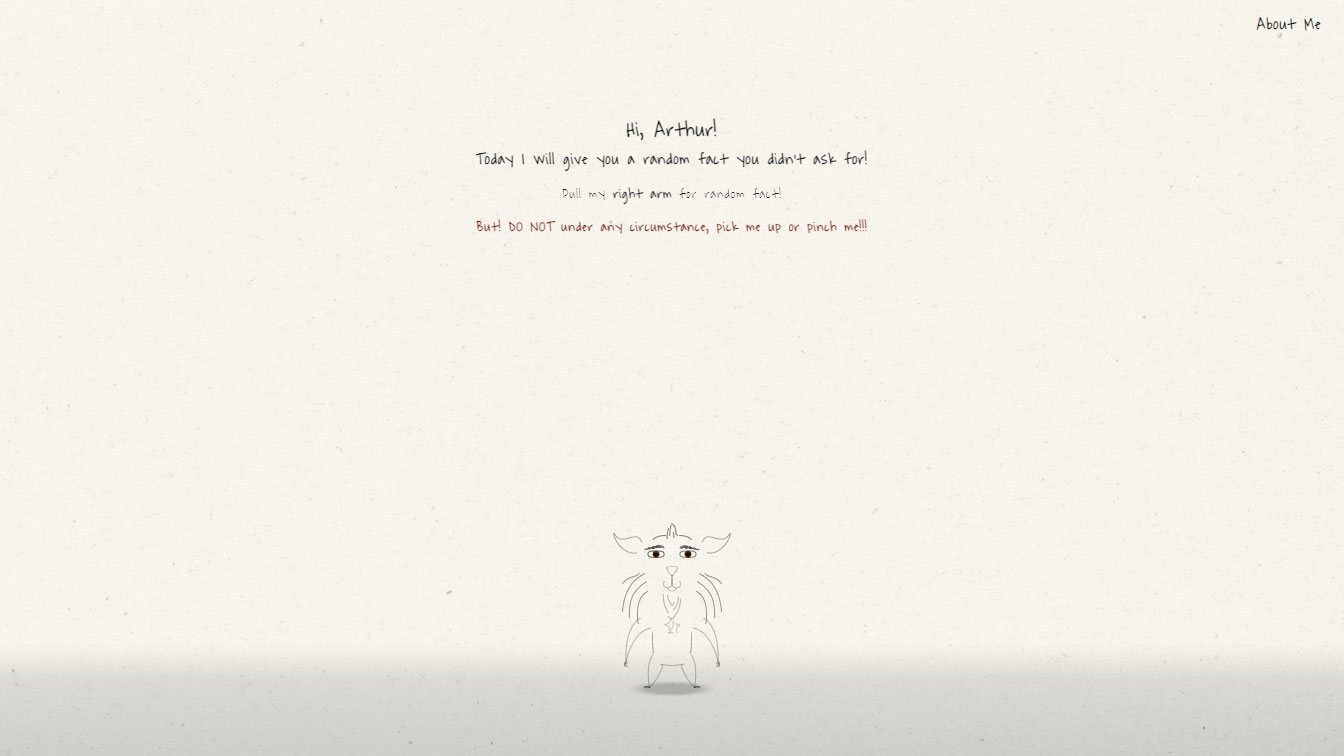 About Me
Hi, Arthur!
Today I will give you a random fact you didn't ask for!
Pull my right arm for random fact!
But! DO NOT under any circumstance, pick me up or pinch me!!!